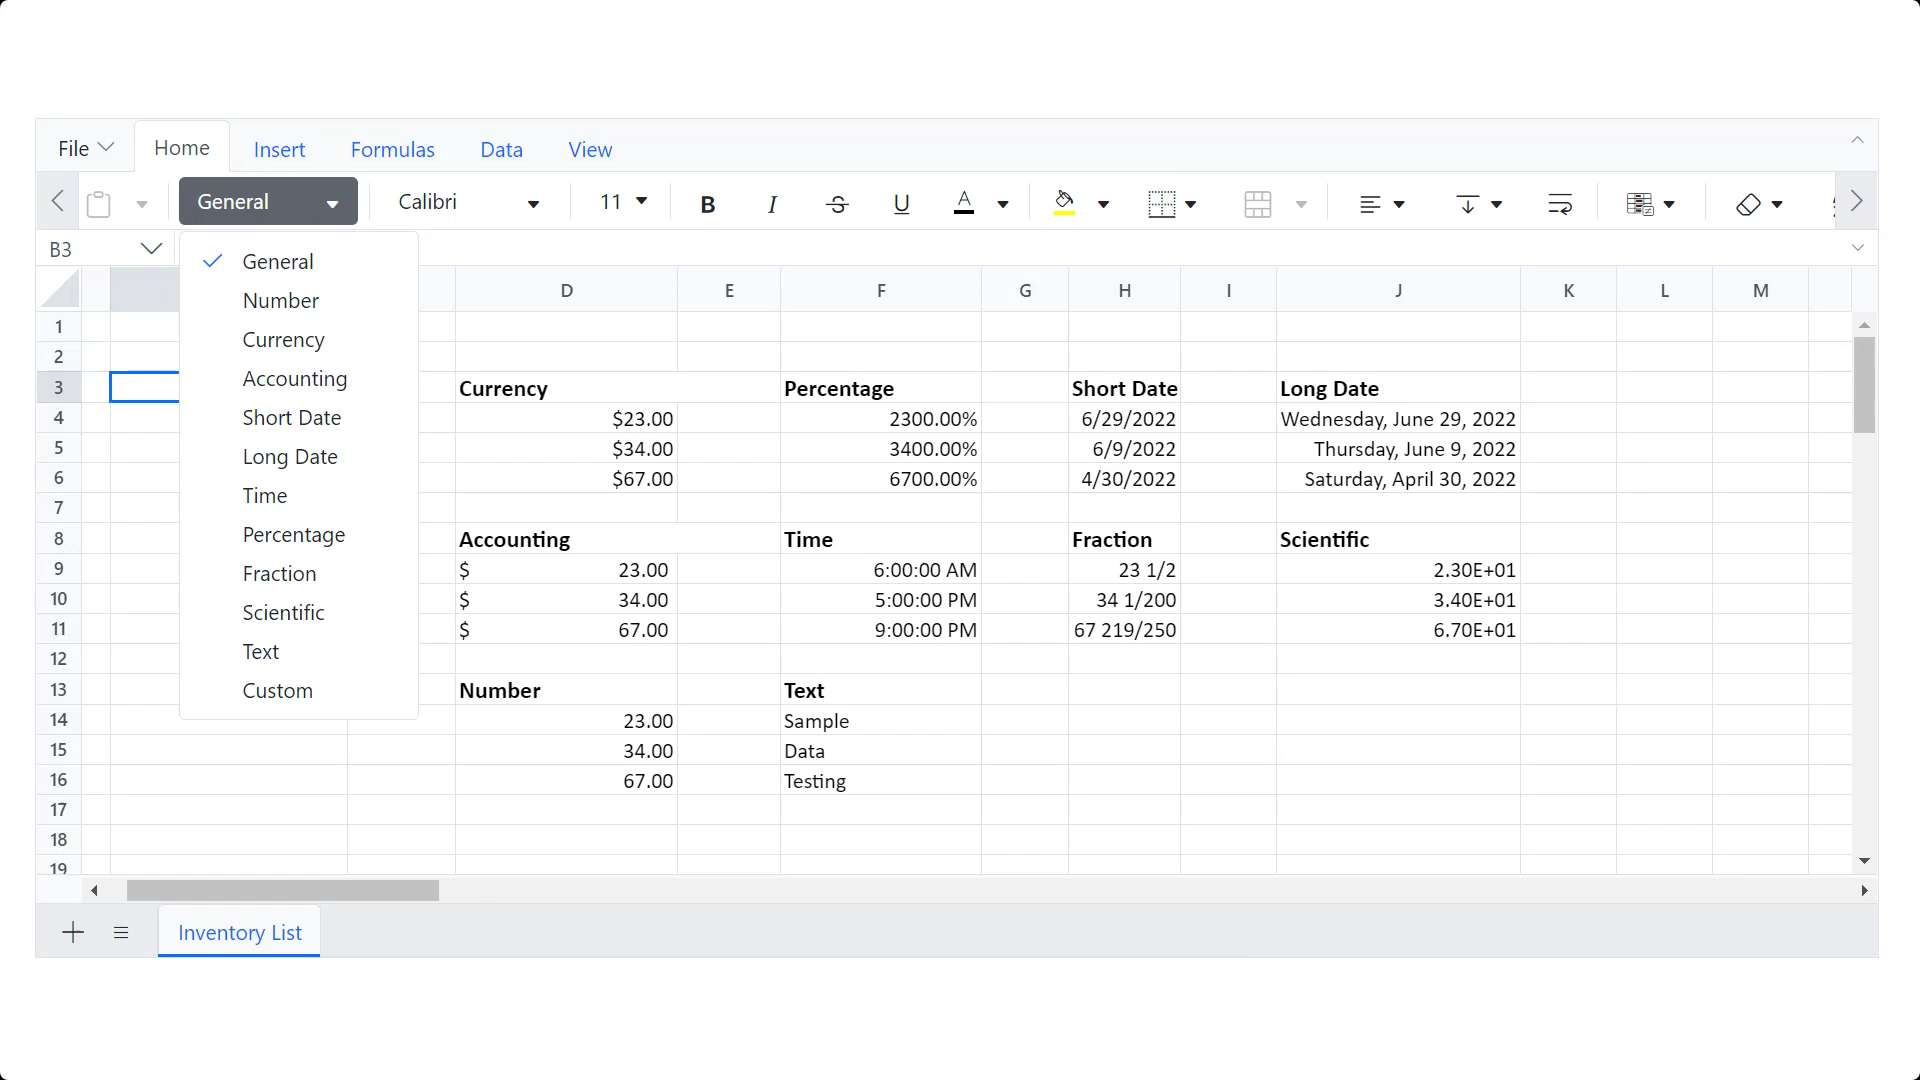 File Home Insert Formulas Data View
General Calibri 11 B I S U A
B3
General
Number
Currency
Accounting
Short Date
Long Date
Time
Percentage
Fraction
Scientific
Text
Custom
D E F G H I J K L M
1
2
3 Currency Percentage Short Date Long Date
4 $23.00 2300.00% 6/29/2022 Wednesday, June 29, 2022
5 $34.00 3400.00% 6/9/2022 Thursday, June 9, 2022
6 $67.00 6700.00% 4/30/2022 Saturday, April 30, 2022
7
8 Accounting Time Fraction Scientific
9 $ 23.00 6:00:00 AM 23 1/2 2.30E+01
10 $ 34.00 5:00:00 PM 34 1/200 3.40E+01
11 $ 67.00 9:00:00 PM 67 219/250 6.70E+01
12
13 Number Text
14 23.00 Sample
15 34.00 Data
16 67.00 Testing
17
18
19
Inventory List